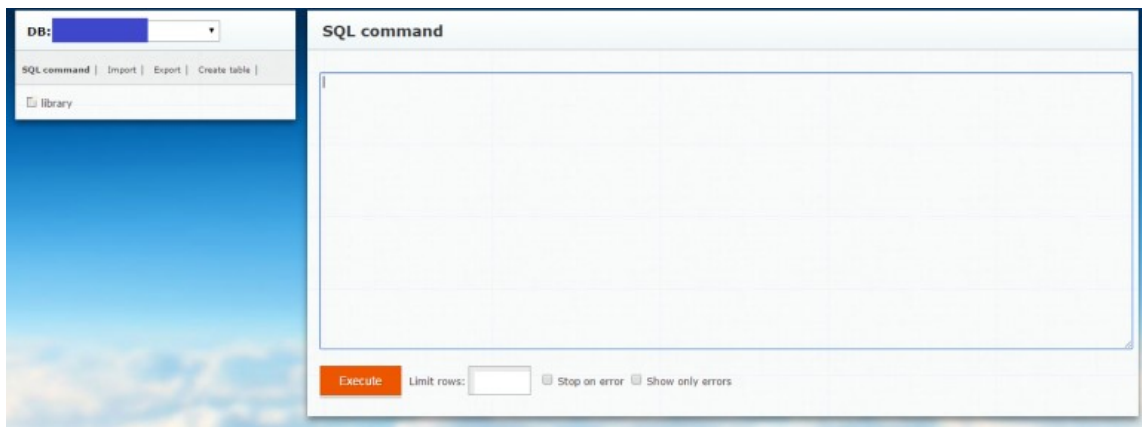 DB:
SQL command | Import | Export | Create table |
library
SQL command
Execute Limit rows: Stop on error Show only errors